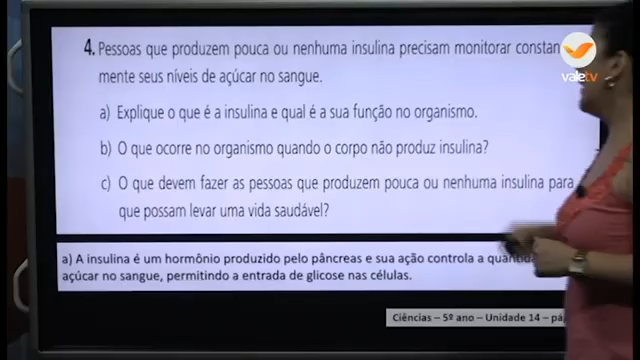 valetv
4. Pessoas que produzem pouca ou nenhuma insulina precisam monitorar constan
mente seus níveis de açúcar no sangue.
a) Explique o que é a insulina e qual é a sua função no organismo.
b) O que ocorre no organismo quando o corpo não produz insulina?
c) O que devem fazer as pessoas que produzem pouca ou nenhuma insulina para
que possam levar uma vida saudável?
a) A insulina é um hormônio produzido pelo pâncreas e sua ação controla a
açúcar no sangue, permitindo a entrada de glicose nas células.
Ciências – 5º ano – Unidade 14 –